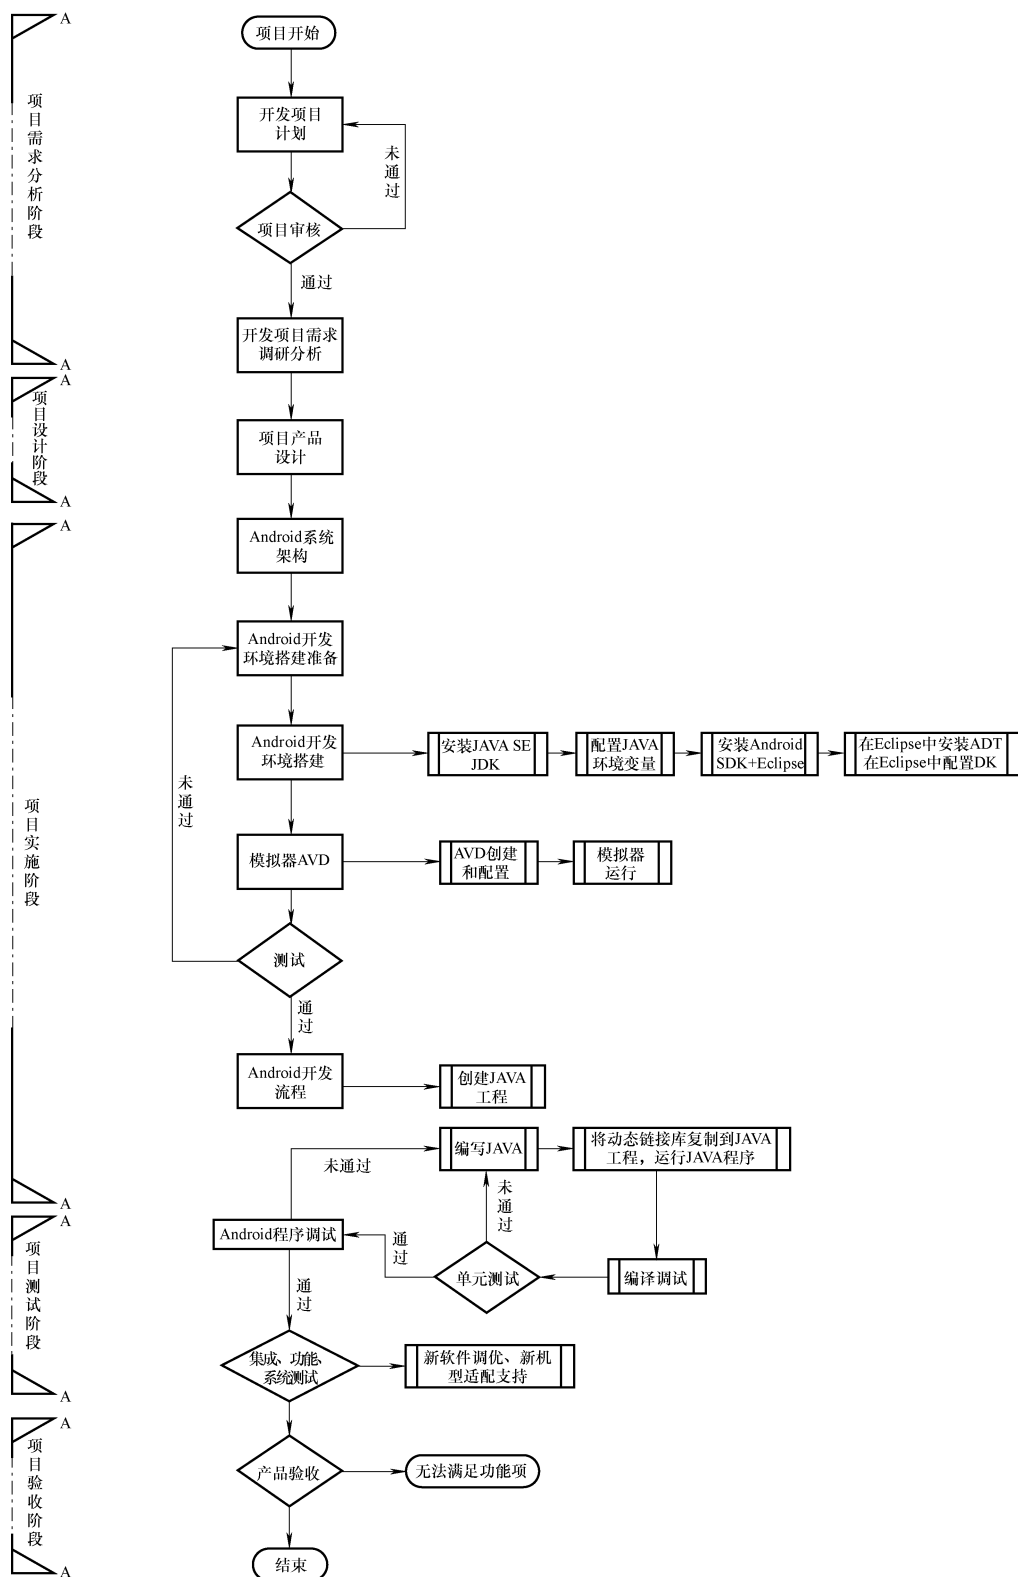 A
项目开始
项目需求分析阶段
开发项目
计划
未通过
项目审核
通过
开发项目需求
调研分析
A
A
项目设计阶段
项目产品
设计
A
A
Android系统
架构
Android开发
环境搭建准备
Android开发
环境搭建
安装JAVA SE
JDK
配置JAVA
环境变量
安装Android
SDK+Eclipse
在Eclipse中安装ADT
在Eclipse中配置DK
未通过
项目实施阶段
模拟器AVD
AVD创建
和配置
模拟器
运行
测试
通过
Android开发
流程
创建JAVA
工程
编写JAVA
将动态链接库复制到JAVA
工程，运行JAVA程序
未通过
未通过
A
A
Android程序调试
通过
单元测试
编译调试
项目测试阶段
通过
集成、功能、
系统测试
新软件调优、新机
型适配支持
A
A
项目验收阶段
产品验收
无法满足功能项
结束
A